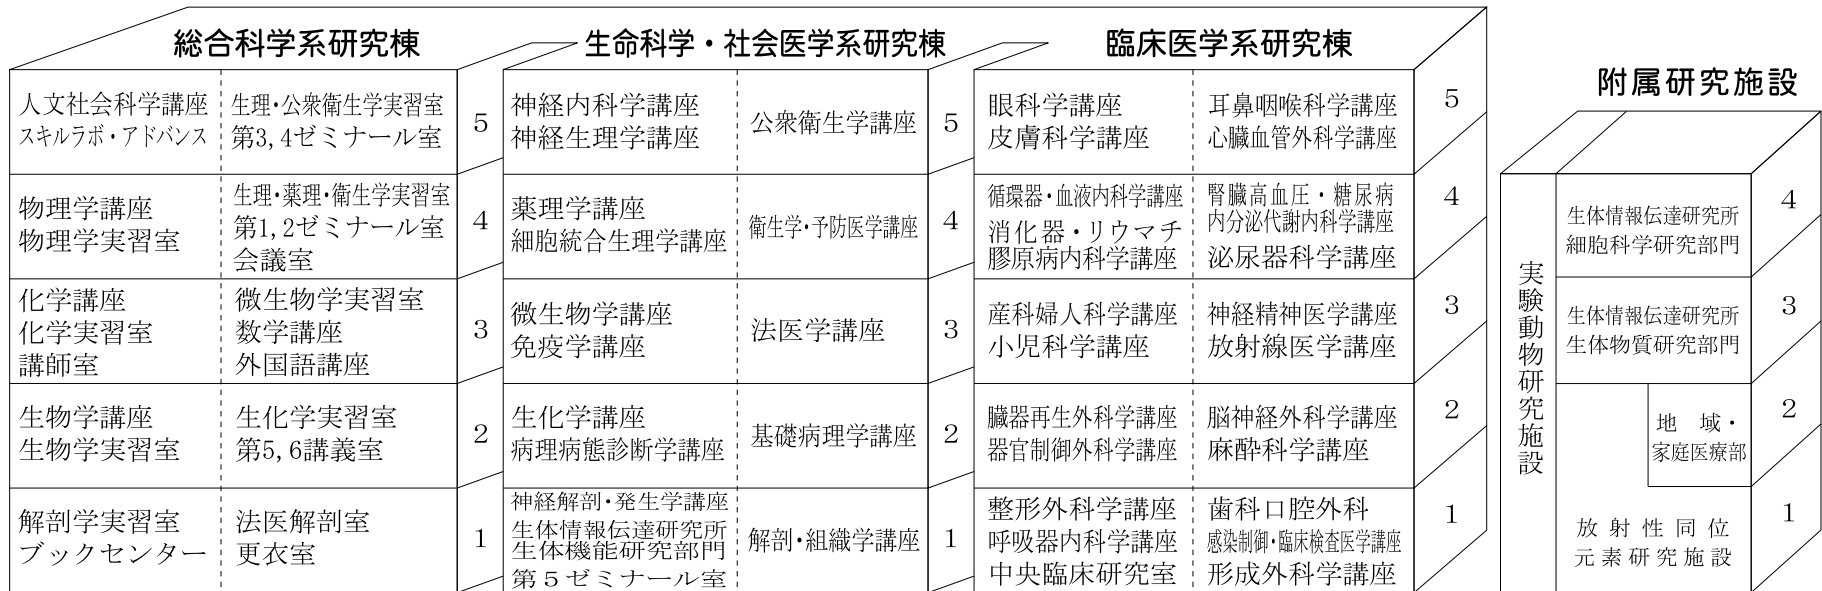 総合科学系研究棟
人文社会科学講座
スキルラボ・アドバンス
生理・公衆衛生学実習室
第3,4ゼミナール室
5
物理学講座
物理学実習室
生理・薬理・衛生学実習室
第1,2ゼミナール室
会議室
4
化学講座
化学実習室
講師室
微生物学実習室
数学講座
外国語講座
3
生物学講座
生物学実習室
生化学実習室
第5,6講義室
2
解剖学実習室
ブックセンター
法医解剖室
更衣室
1
生命科学・社会医学系研究棟
神経内科学講座
神経生理学講座
公衆衛生学講座
5
薬理学講座
細胞統合生理学講座
衛生学・予防医学講座
4
微生物学講座
免疫学講座
法医学講座
3
生化学講座
病理病態診断学講座
基礎病理学講座
2
神経解剖・発生学講座
生体情報伝達研究所
生体機能研究部門
第5ゼミナール室
解剖・組織学講座
1
臨床医学系研究棟
眼科学講座
皮膚科学講座
耳鼻咽喉科学講座
心臓血管外科学講座
5
循環器・血液内科学講座
消化器・リウマチ
膠原病内科学講座
腎臓高血圧・糖尿病
内分泌代謝内科学講座
泌尿器科学講座
4
産科婦人科学講座
小児科学講座
神経精神医学講座
放射線医学講座
3
臓器再生外科学講座
器官制御外科学講座
脳神経外科学講座
麻酔科学講座
2
整形外科学講座
呼吸器内科学講座
中央臨床研究室
歯科口腔外科
感染制御・臨床検査医学講座
形成外科学講座
1
附属研究施設
実験動物研究施設
生体情報伝達研究所
細胞科学研究部門
4
生体情報伝達研究所
生体物質研究部門
3
地域・
家庭医療部
2
放射性同位
元素研究施設
1